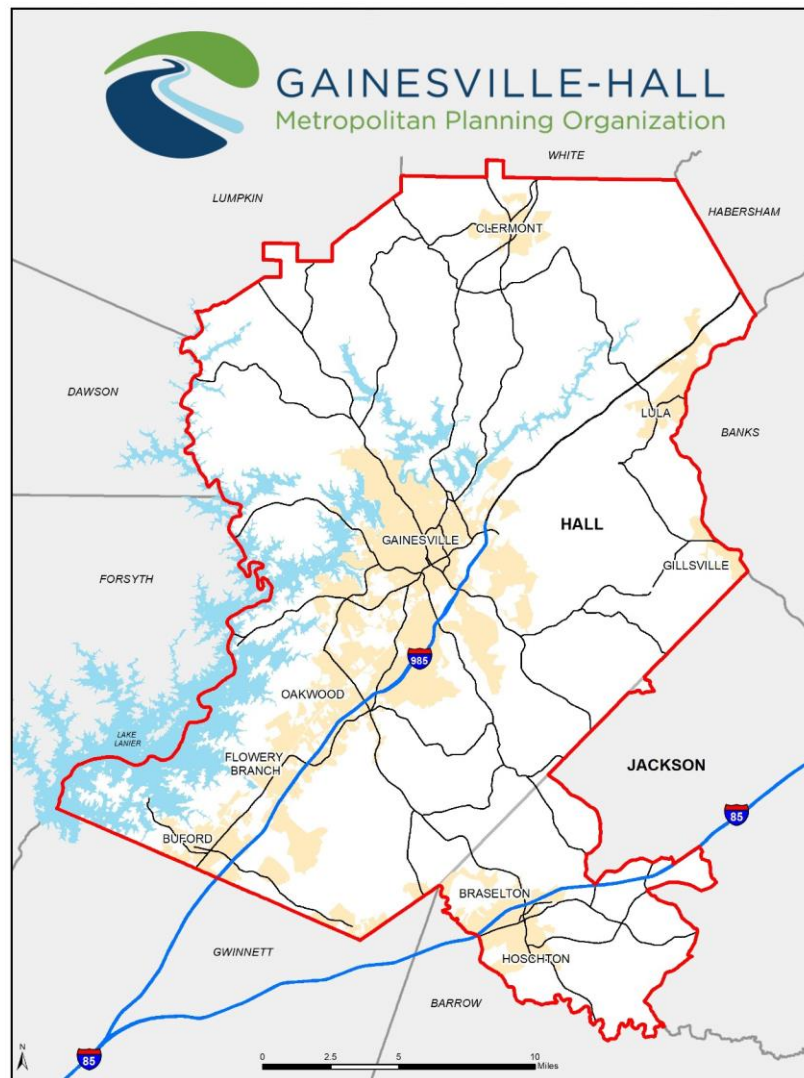 GAINESVILLE-HALL
Metropolitan Planning Organization
WHITE
LUMPKIN
HABERSHAM
CLERMONT
DAWSON
LULA
BANKS
HALL
GAINESVILLE
GILLSVILLE
FORSYTH
985
OAKWOOD
LAKE
LANIER
FLOWERY
BRANCH
JACKSON
85
BUFORD
BRASELTON
GWINNETT
HOSCHTON
BARROW
N
85
0 2.5 5 10
Miles